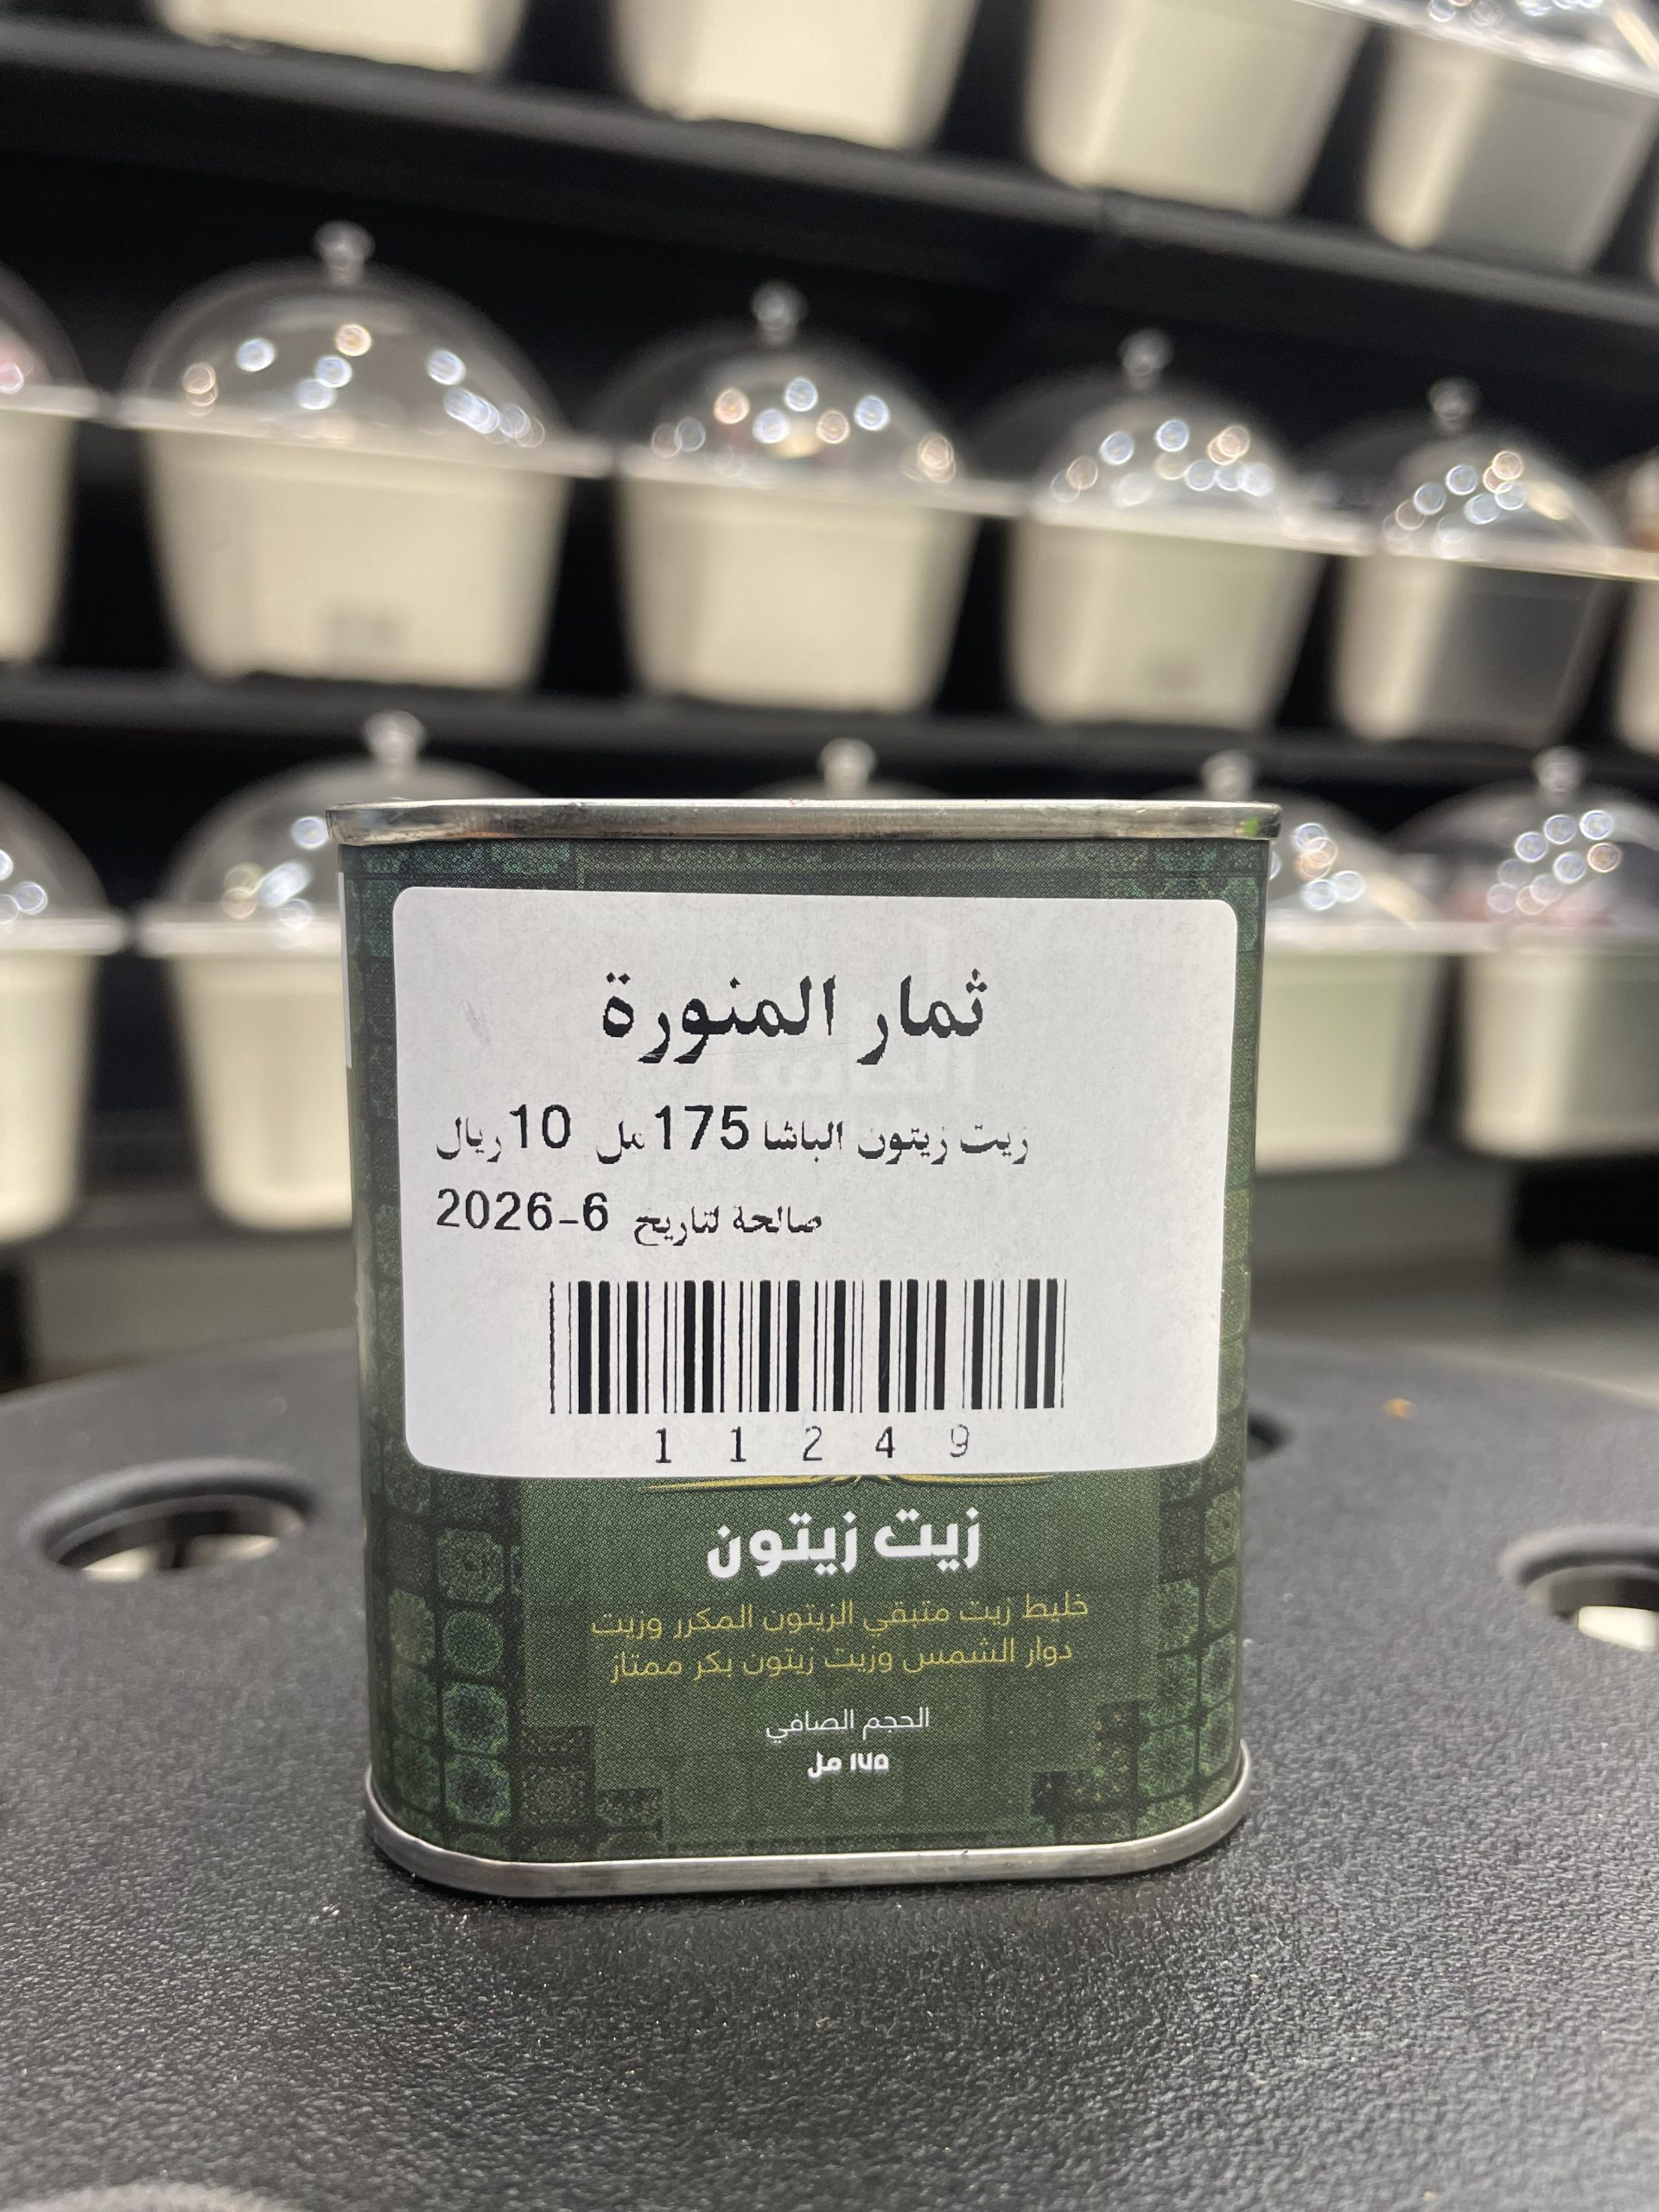 ثمار المنورة
زيت زيتون الباشا 175مل 10ريال
صالحة لتاريخ 6-2026
11249
زيت زيتون
خليط زيت متبقي الزيتون المكرر وزيت
دوار الشمس وزيت زيتون بكر ممتاز
الحجم الصافي
١٧٥ مل